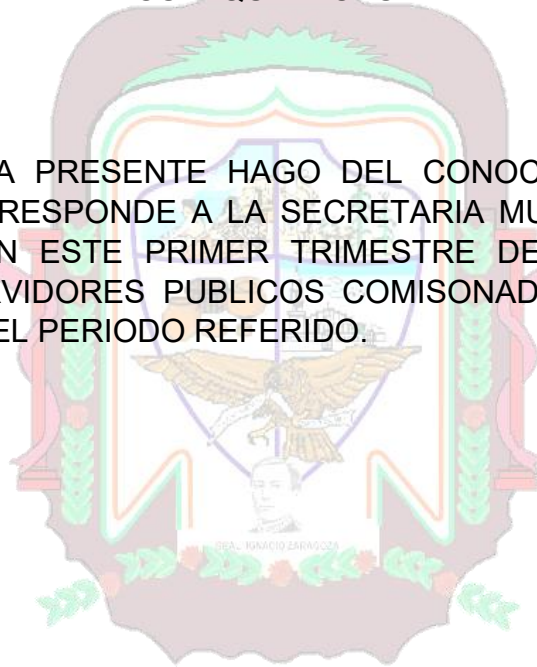 A PRESENTE HAGO DEL CONOC
RESPONDE A LA SECRETARIA MU
N ESTE PRIMER TRIMESTRE DE
VIDORES PUBLICOS COMISONAD
EL PERIODO REFERIDO.
GRAL. IGNACIO ZARAGOZA